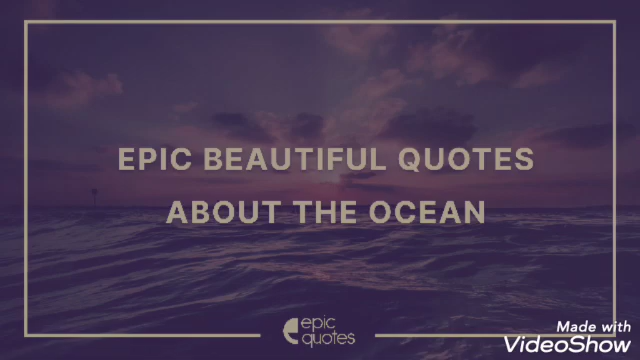 EPIC BEAUTIFUL QUOTES
ABOUT THE OCEAN
epic
quotes
Made with
VideoShow